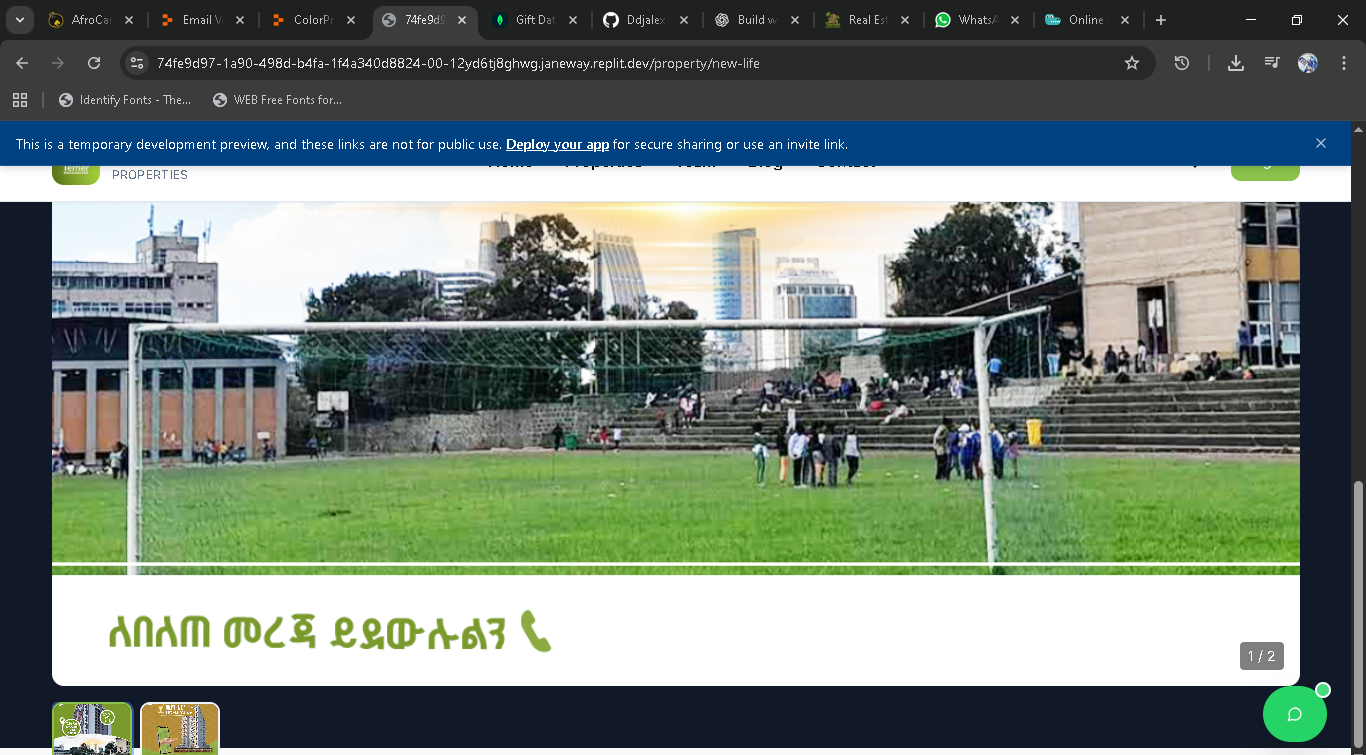 AfroCa
Email V
ColorPr
74fe9d9
Gift Dat
Ddjalex
Build w
Real Est
WhatsA
Online
74fe9d97-1a90-498d-b4fa-1f4a340d8824-00-12yd6tj8ghwg.janeway.replit.dev/property/new-life
Identify Fonts - The...
WEB Free Fonts for...
This is a temporary development preview, and these links are not for public use. Deploy your app for secure sharing or use an invite link.
PROPERTIES
ለበለጠ መረጃ ይደውሉልን
1 / 2